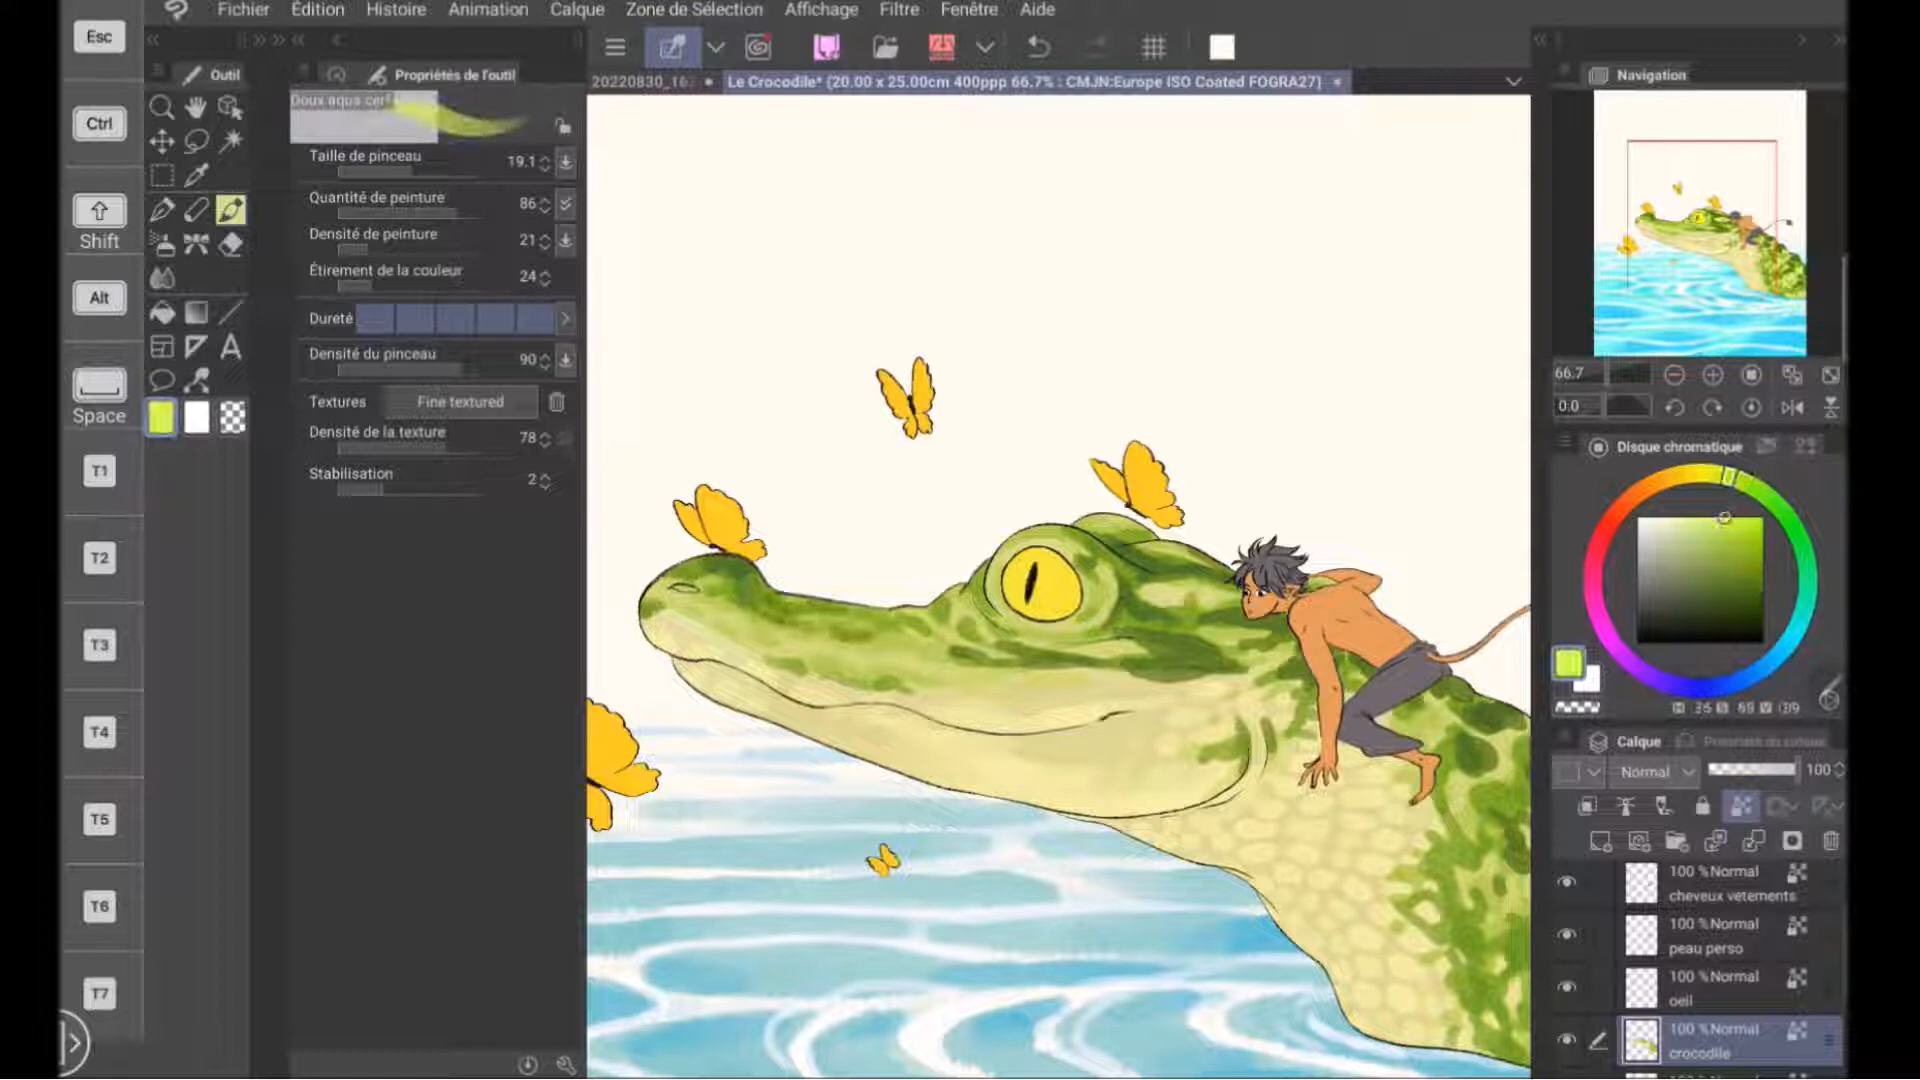 Fichier Édition Histoire Animation Calque Zone de Sélection Affichage Filtre Fenêtre Aide
Esc
Ctrl
Shift
Alt
Space
T1
T2
T3
T4
T5
T6
T7
Outil
Propriétés de l'outil
Doux aqua cerf
Taille de pinceau 19.1
Quantité de peinture 86
Densité de peinture 21
Étirement de la couleur 24
Dureté
Densité du pinceau 90
Textures Fine textured
Densité de la texture 78
Stabilisation 2
20220830_16 Le Crocodile* (20.00 x 25.00cm 400ppp 66.7% : CMJN:Europe ISO Coated FOGRA27)
Navigation
66.7
0.0
Disque chromatique
Calque
Normal 100
100 %Normal
cheveux vetements
100 %Normal
peau perso
100 %Normal
oeil
100 %Normal
crocodile